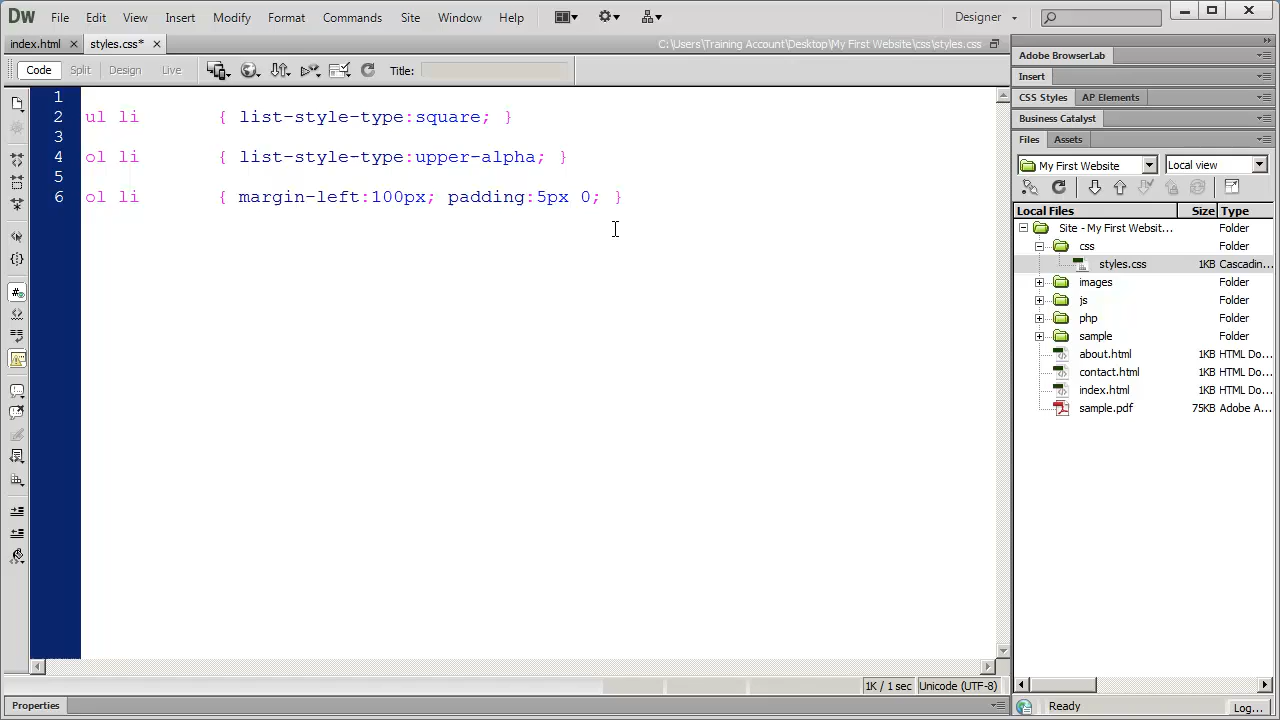 Dw File Edit View Insert Modify Format Commands Site Window Help Designer
index.html styles.css* C:\Users\Training Account\Desktop\My First Website\css\styles.css
Code Split Design Live Title:
1
2 ul li { list-style-type:square; }
3
4 ol li { list-style-type:upper-alpha; }
5
6 ol li { margin-left:100px; padding:5px 0; }
1K / 1 sec Unicode (UTF-8)
Properties
Adobe BrowserLab
Insert
CSS Styles AP Elements
Business Catalyst
Files Assets
My First Website Local view
Local Files Size Type
Site - My First Websit... Folder
css Folder
styles.css 1KB Cascadin...
images Folder
js Folder
php Folder
sample Folder
about.html 1KB HTML Do...
contact.html 1KB HTML Do...
index.html 1KB HTML Do...
sample.pdf 75KB Adobe A...
Ready Log...